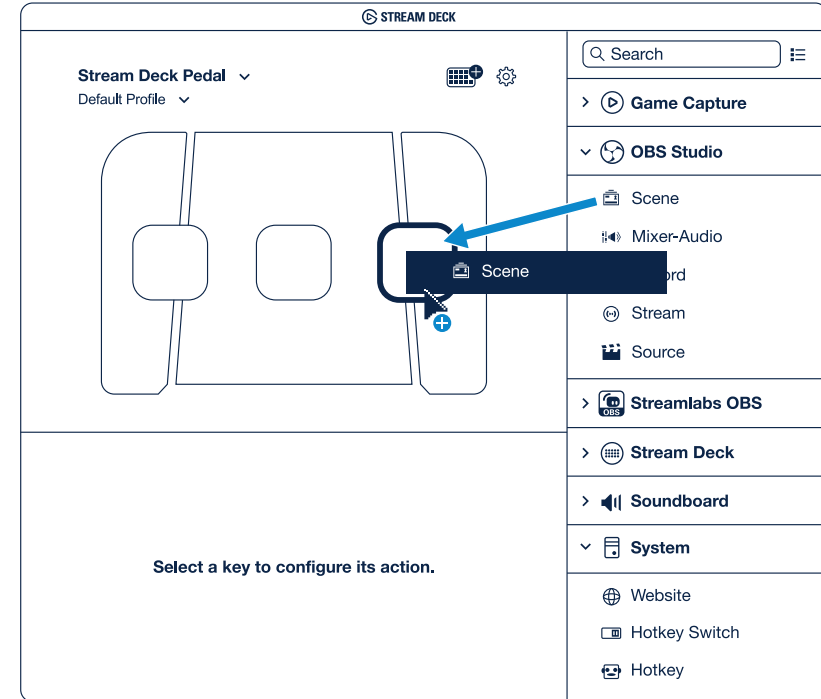 STREAM DECK
Stream Deck Pedal
Default Profile
Search
Game Capture
OBS Studio
Scene
Mixer-Audio
Scene
Stream
Source
OBS
Streamlabs OBS
Stream Deck
Soundboard
System
Select a key to configure its action.
Website
Hotkey Switch
Hotkey